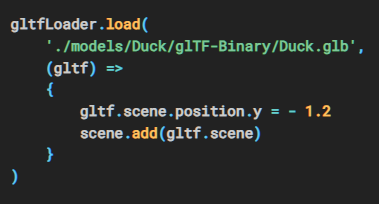 gltfLoader.load(
    './models/Duck/glTF-Binary/Duck.glb',
    (gltf) =>
    {
        gltf.scene.position.y = - 1.2
        scene.add(gltf.scene)
    }
)